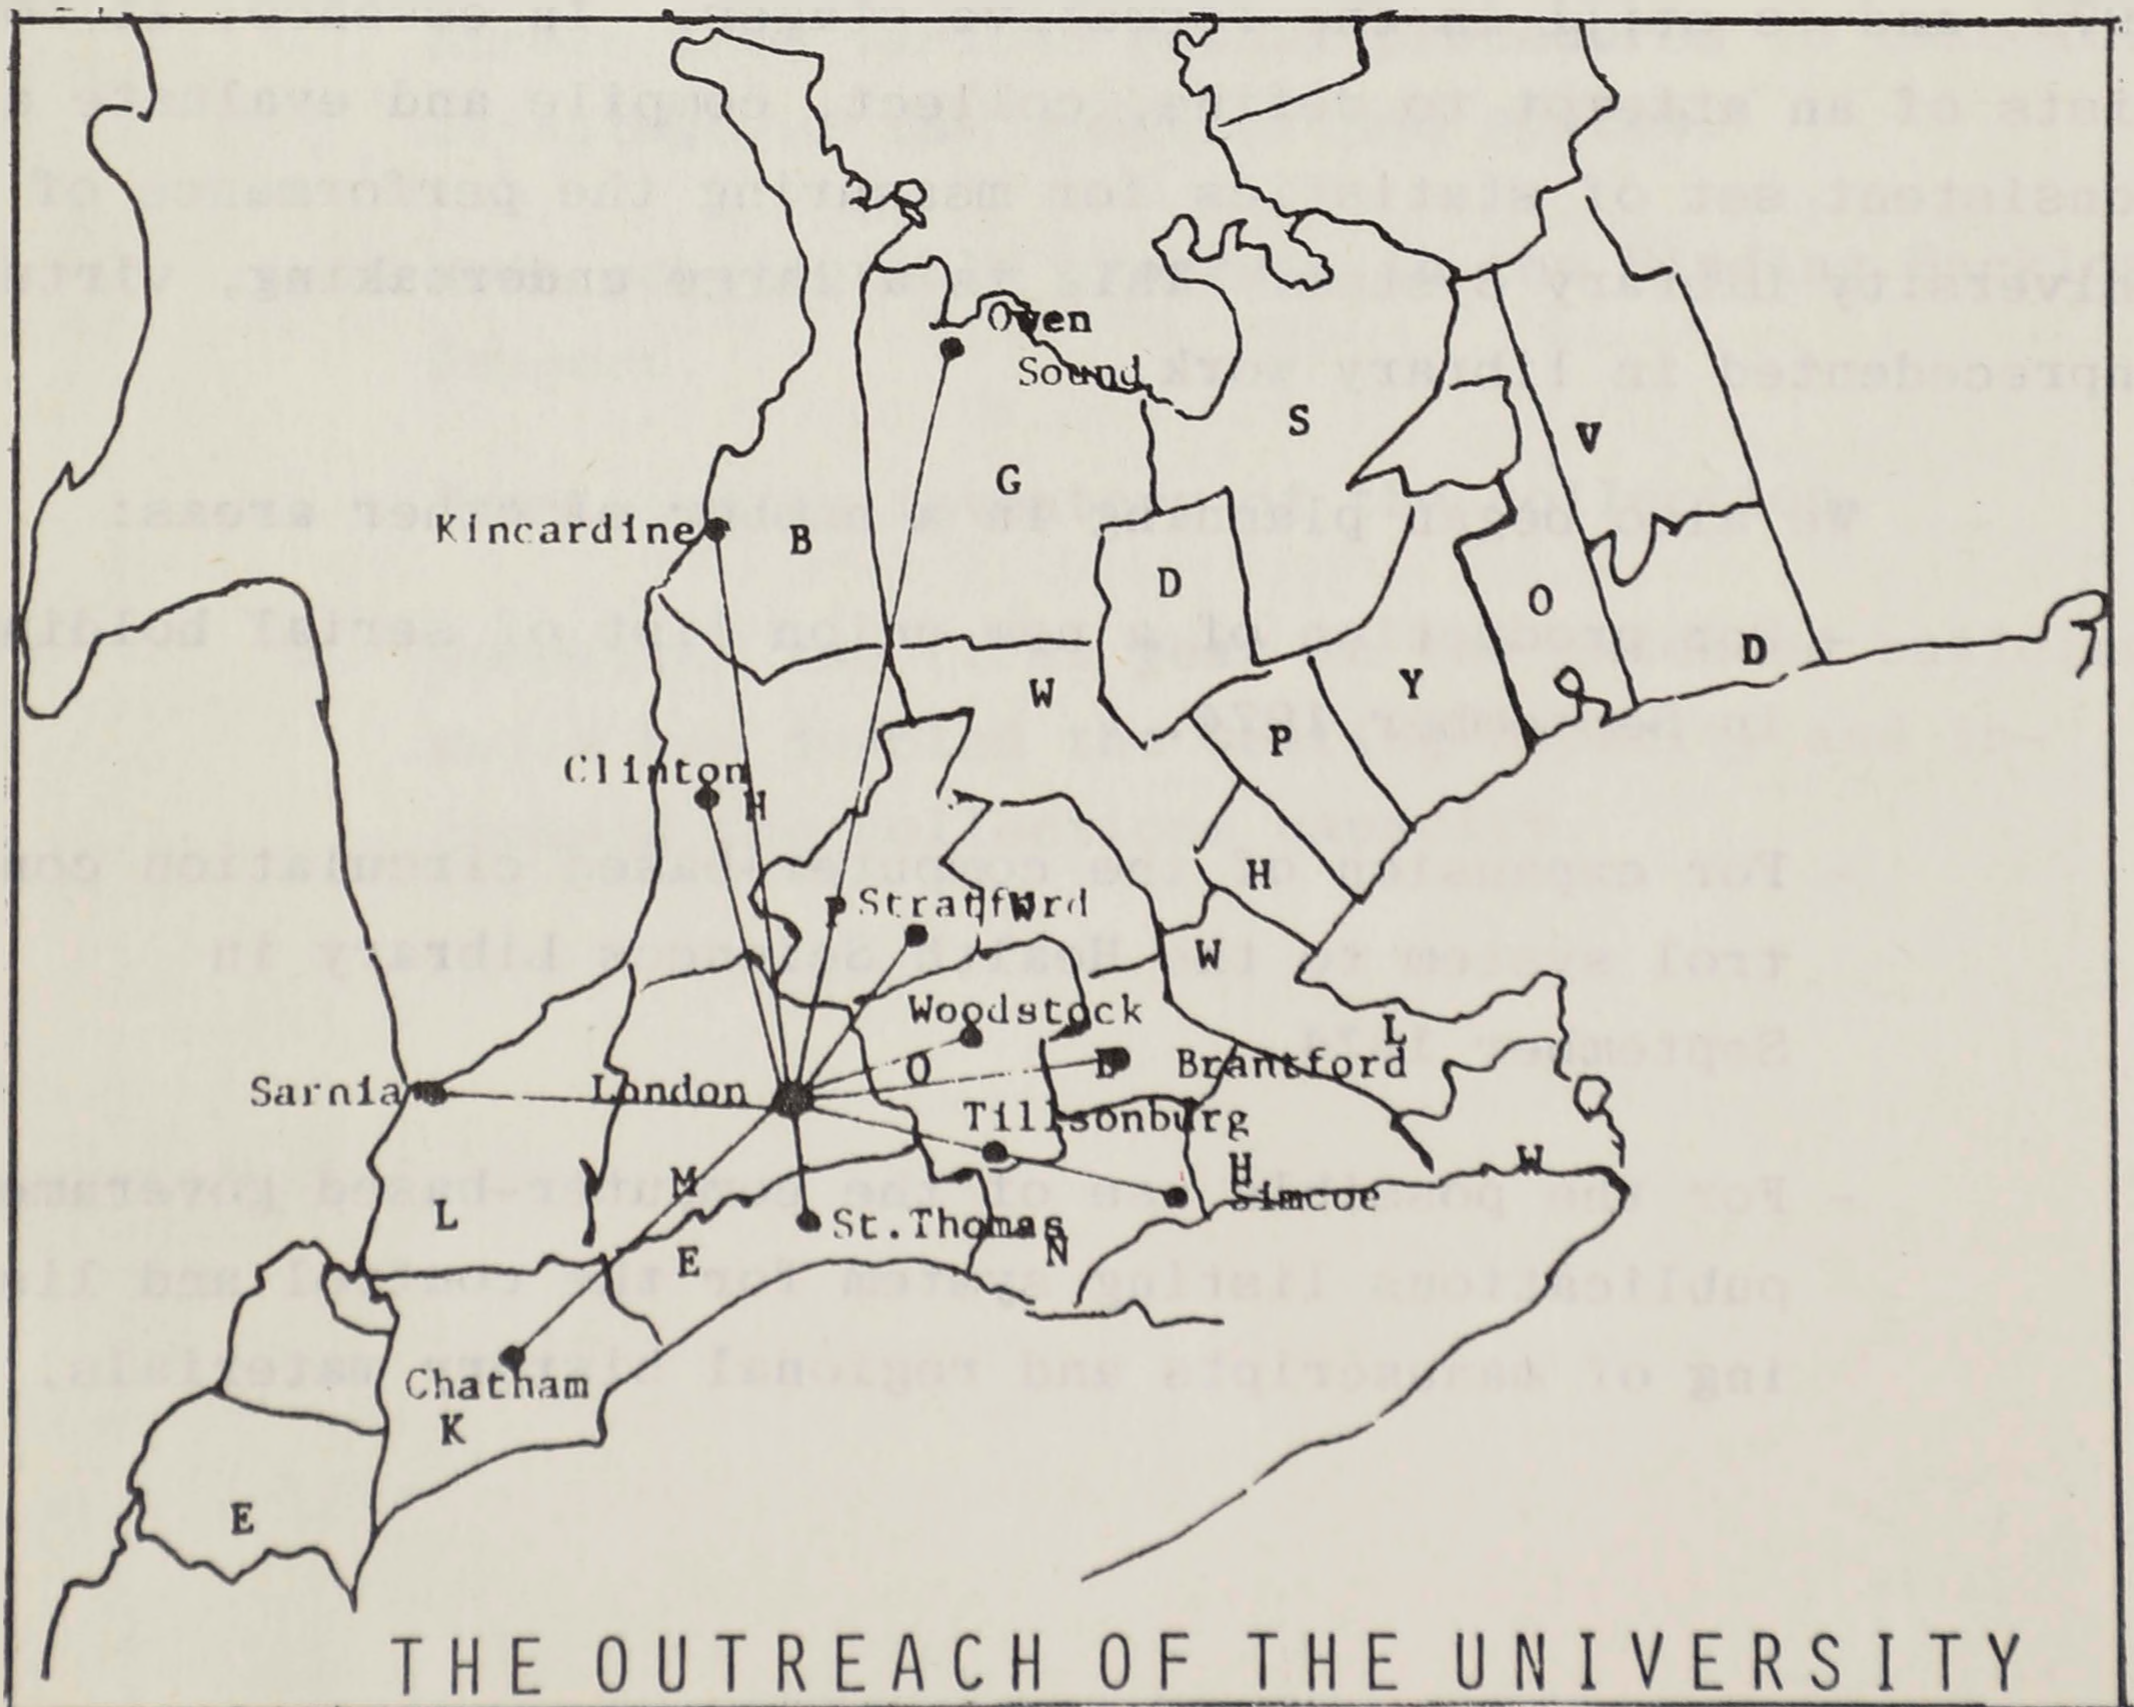 Owen
Sound
S
V
G
Kincardine
B
D
O
W
Y
D
P
Clinton
H
H
P Stratford
W
W
Woodstock
L
O
B Brantford
Sarnia
London
Tillsonburg
M
H
W
L
Simcoe
St.Thomas
E
N
Chatham
K
E
THE OUTREACH OF THE UNIVERSITY